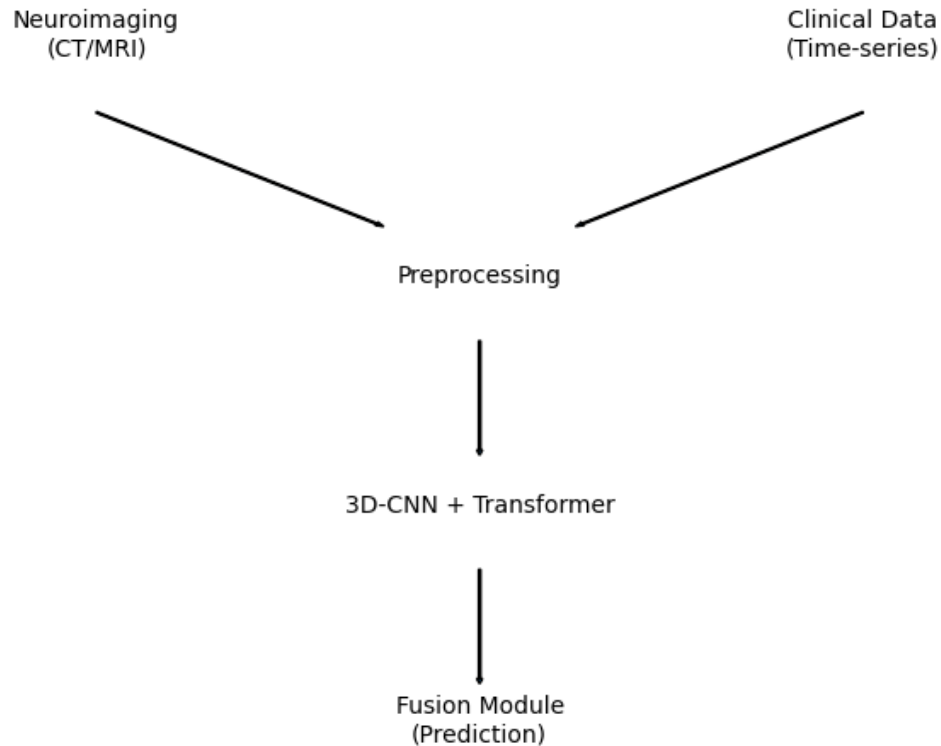 Neuroimaging
(CT/MRI)
Clinical Data
(Time-series)
Preprocessing
3D-CNN + Transformer
Fusion Module
(Prediction)